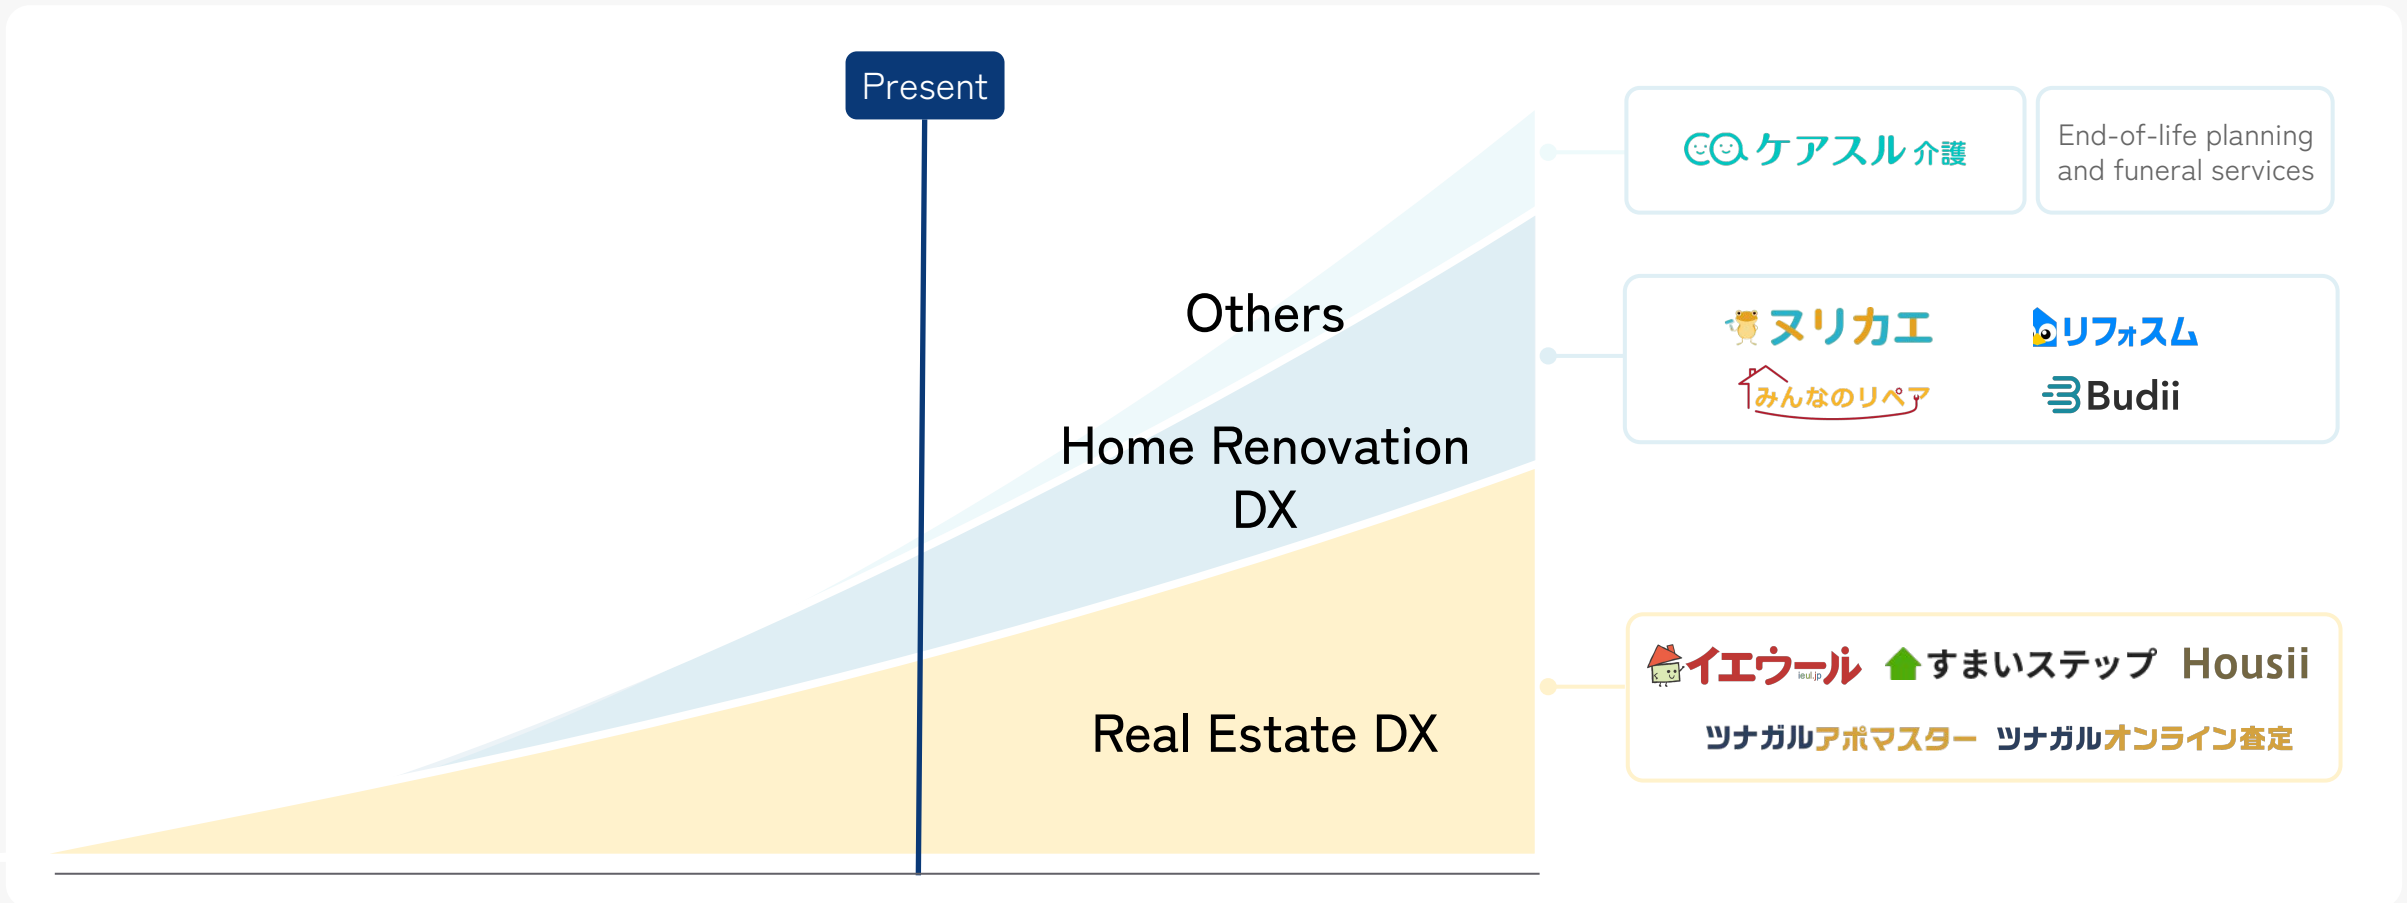 Present
Others
Home Renovation
DX
Real Estate DX
ケアスル 介護
End-of-life planning
and funeral services
ヌリカエ
リフォスム
みんなのリペア
Budii
イエウール
ieul.jp
すまいステップ
Housii
ツナガルアポマスター
ツナガルオンライン査定